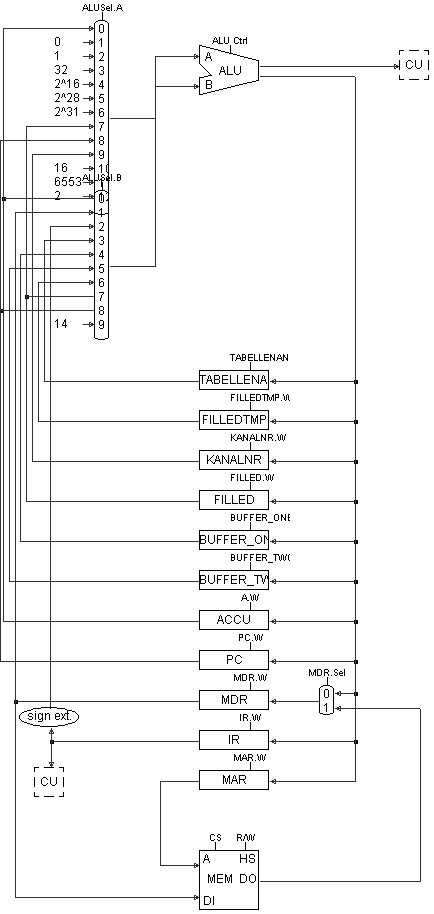 ALUSel.A
0
0
1
1
2
32
3
2^16
4
2^28
5
2^31
6
7
8
9
16
10
6553
ALUSel.B
2
0
1
2
3
4
5
6
7
8
14
9
ALU Ctrl
A
ALU
B
CU
TABELLENAN
TABELLENA
FILLEDTMP.W
FILLEDTMP
KANALNR.W
KANALNR
FILLED.W
FILLED
BUFFER_ONE
BUFFER_ON
BUFFER_TWO
BUFFER_TW
A.W
ACCU
PC.W
PC
MDR.Sel
MDR.W
0
MDR
1
sign ext.
IR.W
IR
MAR.W
CU
MAR
CS R/W
A HS
MEM DO
DI